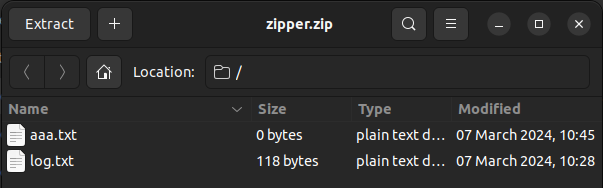 Extract zipper.zip
Location: /
Name Size Type Modified
aaa.txt 0 bytes plain text d... 07 March 2024, 10:45
log.txt 118 bytes plain text d... 07 March 2024, 10:28